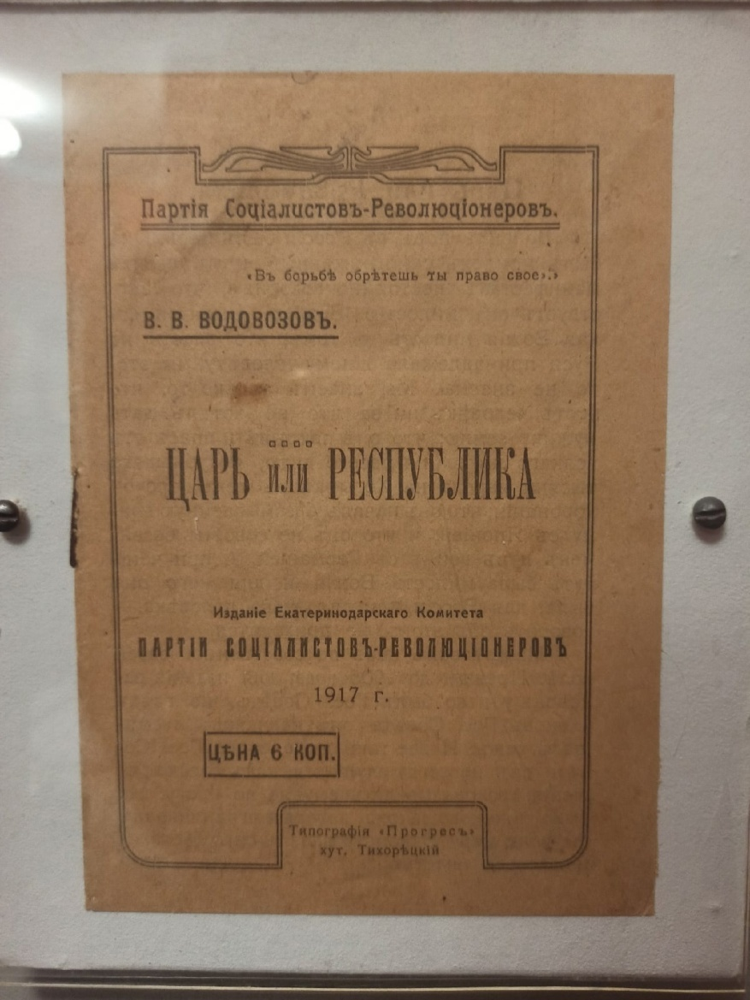 Партія Соціалистовъ-Революціонеровъ.
«Въ борьбѣ обрѣтешь ты право свое».»
В. В. ВОДОВОЗОВЪ.
ЦАРЬ или РЕСПУБЛИКА
Изданіе Екатеринодарскаго Комитета
ПАРТІИ СОЦІАЛИСТОВЪ-РЕВОЛЮЦІОНЕРОВЪ
1917 г.
ЦѢНА 6 КОП.
Типографія «Прогресъ»
хут. Тихорѣцкій